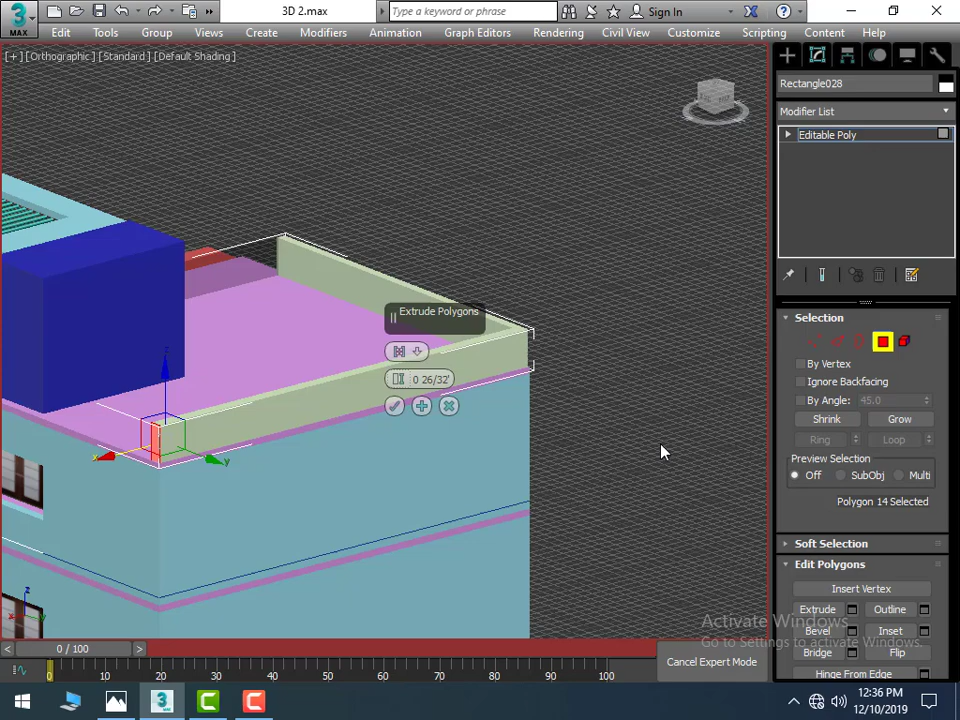 3 MAX 3D 2.max Type a keyword or phrase Sign In
Edit Tools Group Views Create Modifiers Animation Graph Editors Rendering Civil View Customize Scripting Content Help
[+] [Orthographic] [Standard] [Default Shading]
Rectangle028
Modifier List
Editable Poly
Extrude Polygons
0 26/32'
z
x
y
Selection
By Vertex
Ignore Backfacing
By Angle: 45.0
Shrink Grow
Ring Loop
Preview Selection
Off SubObj Multi
Polygon 14 Selected
Soft Selection
Edit Polygons
Insert Vertex
Extrude Outline
Bevel Inset
Bridge Flip
Hinge From Edge
Activate Windows
Go to Settings to activate Windows.
z
x y
0 / 100
Cancel Expert Mode
0 10 20 30 40 50 60 70 80 90 100
3 MAX
12:36 PM
12/10/2019